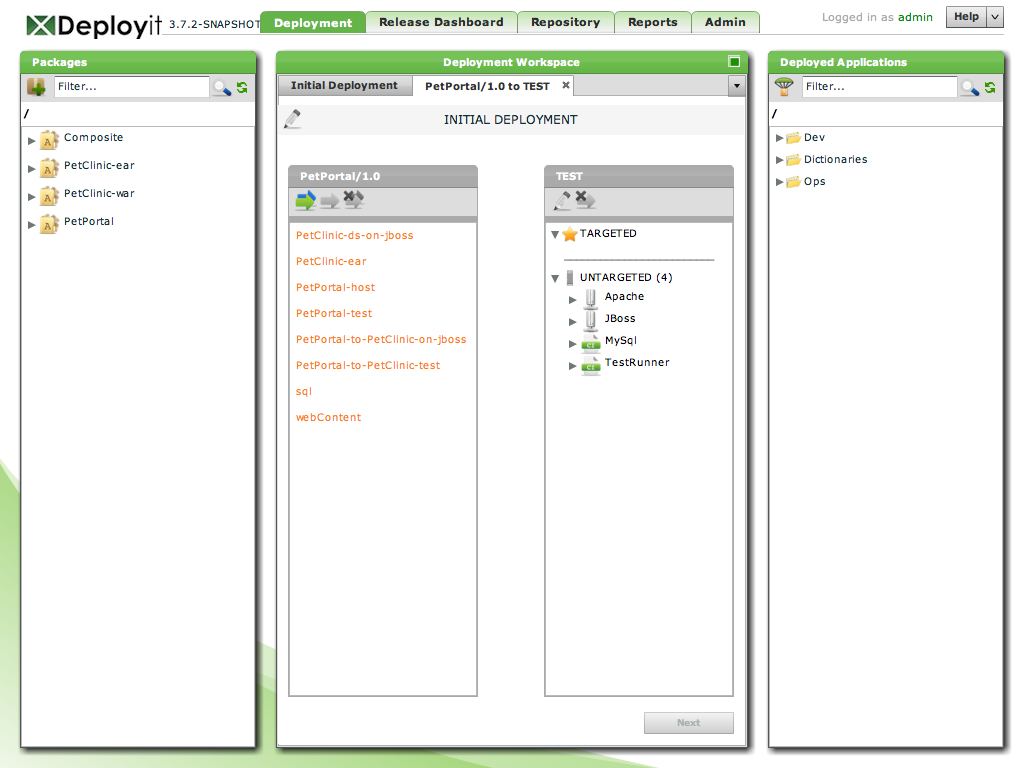 Deployit 3.7.2-SNAPSHOT
Deployment
Release Dashboard
Repository
Reports
Admin
Logged in as admin
Help
Packages
Filter...
/
Composite
PetClinic-ear
PetClinic-war
PetPortal
Deployment Workspace
Initial Deployment
PetPortal/1.0 to TEST
INITIAL DEPLOYMENT
PetPortal/1.0
PetClinic-ds-on-jboss
PetClinic-ear
PetPortal-host
PetPortal-test
PetPortal-to-PetClinic-on-jboss
PetPortal-to-PetClinic-test
sql
webContent
TEST
TARGETED
UNTARGETED (4)
Apache
JBoss
CI MySql
CI TestRunner
Next
Deployed Applications
Filter...
/
Dev
Dictionaries
Ops